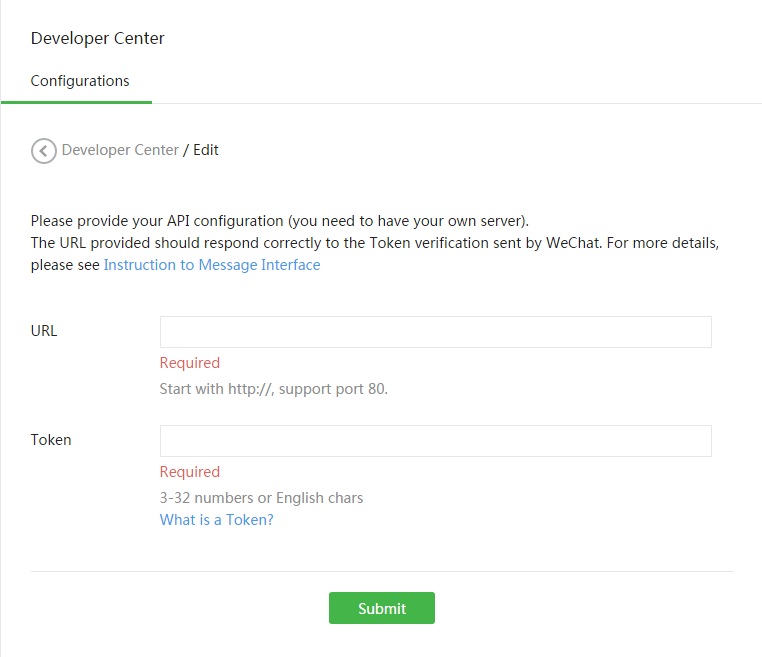 Developer Center
Configurations
Developer Center / Edit
Please provide your API configuration (you need to have your own server).
The URL provided should respond correctly to the Token verification sent by WeChat. For more details,
please see Instruction to Message Interface
URL
Required
Start with http://, support port 80.
Token
Required
3-32 numbers or English chars
What is a Token?
Submit